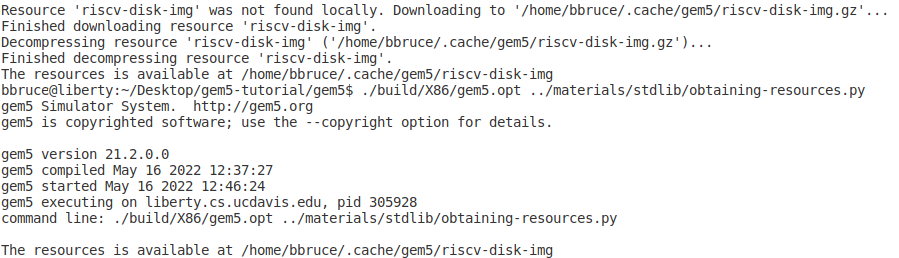 Resource 'riscv-disk-img' was not found locally. Downloading to '/home/bbruce/.cache/gem5/riscv-disk-img.gz'...
Finished downloading resource 'riscv-disk-img'.
Decompressing resource 'riscv-disk-img' ('/home/bbruce/.cache/gem5/riscv-disk-img.gz')...
Finished decompressing resource 'riscv-disk-img'.
The resources is available at /home/bbruce/.cache/gem5/riscv-disk-img
bbruce@liberty:~/Desktop/gem5-tutorial/gem5$ ./build/X86/gem5.opt ../materials/stdlib/obtaining-resources.py
gem5 Simulator System.  http://gem5.org
gem5 is copyrighted software; use the --copyright option for details.

gem5 version 21.2.0.0
gem5 compiled May 16 2022 12:37:27
gem5 started May 16 2022 12:46:24
gem5 executing on liberty.cs.ucdavis.edu, pid 305928
command line: ./build/X86/gem5.opt ../materials/stdlib/obtaining-resources.py

The resources is available at /home/bbruce/.cache/gem5/riscv-disk-img